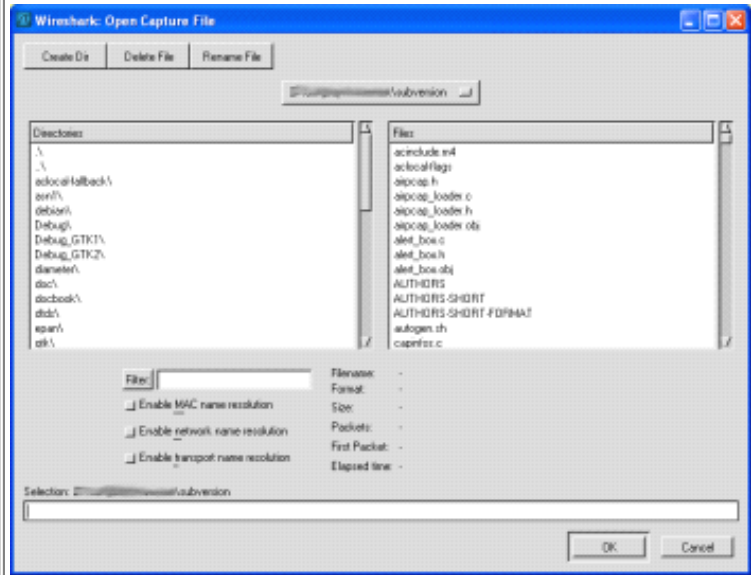 Wireshark: Open Capture File
Create Dir Delete File Rename File
\subversion
Directories
.\
..\
aclocal-fallback\
asn1\
debian\
Debug\
Debug_GTK1\
Debug_GTK2\
diameter\
doc\
docbook\
dtds\
epan\
gtk\
Files
acinclude.m4
aclocal-flags
airpcap.h
airpcap_loader.c
airpcap_loader.h
airpcap_loader.obj
alert_box.c
alert_box.h
alert_box.obj
AUTHORS
AUTHORS-SHORT
AUTHORS-SHORT-FORMAT
autogen.sh
capinfos.c
Filter:
Enable MAC name resolution
Enable network name resolution
Enable transport name resolution
Filename: -
Format: -
Size: -
Packets: -
First Packet: -
Elapsed time: -
Selection: \subversion
OK Cancel